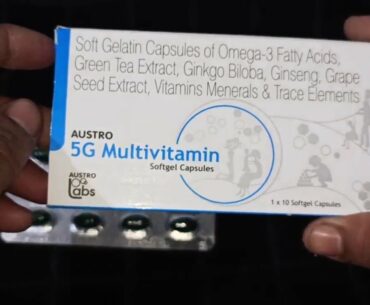 Soft Gelatin Capsules of Omega-3 Fatty Acids,
Green Tea Extract, Ginkgo Biloba, Ginseng, Grape
Seed Extract, Vitamins Menerals & Trace Elements
AUSTRO
5G Multivitamin
Softgel Capsules
AUSTRO
Labs
1 x 10 Softgel Capsules